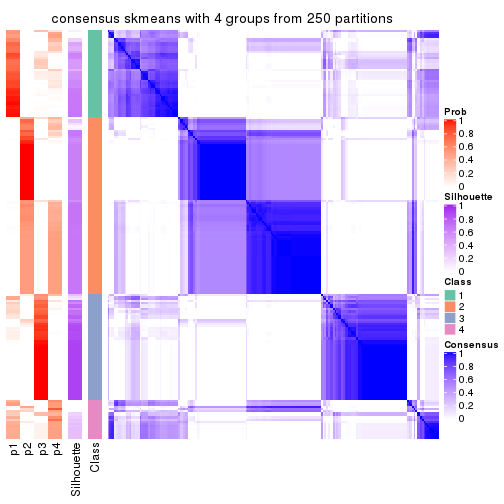 consensus skmeans with 4 groups from 250 partitions
Prob
1
0.8
0.6
0.4
0.2
0
Silhouette
1
0.8
0.6
0.4
0.2
0
Class
1
2
3
4
Consensus
1
0.8
0.6
0.4
0.2
0
p1
p2
p3
p4
Silhouette
Class